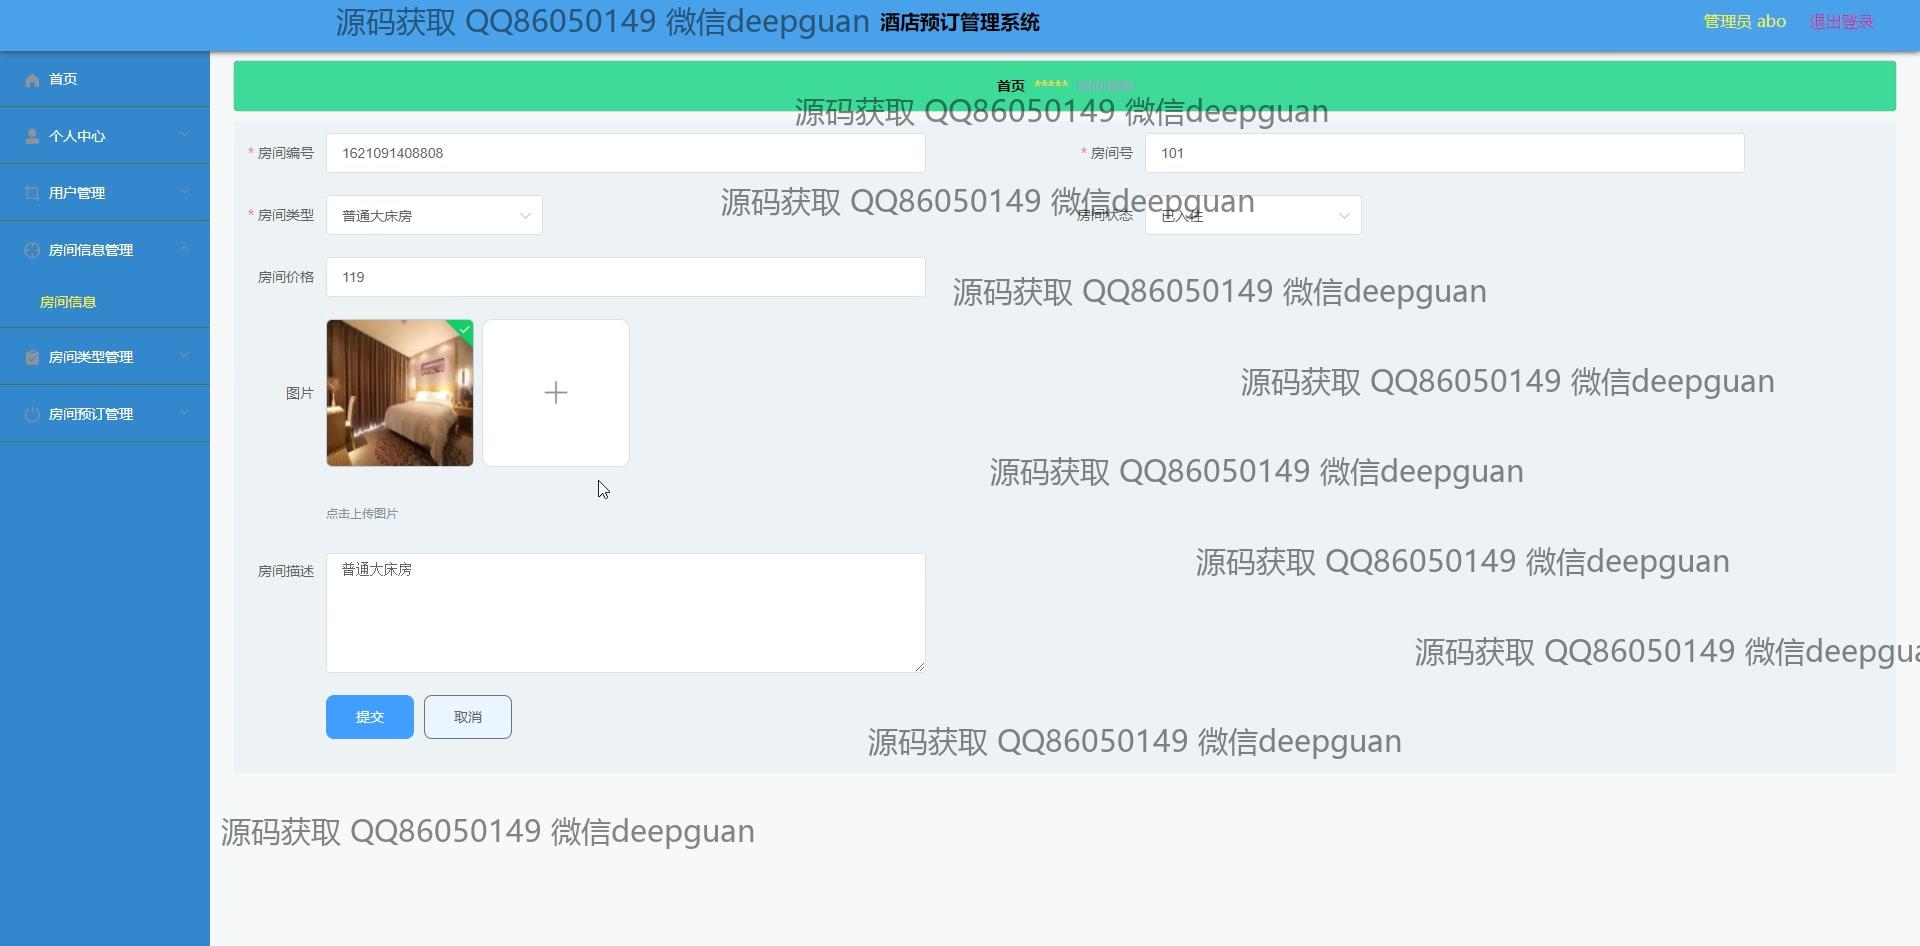 源码获取 QQ86050149 微信deepguan
酒店预订管理系统
管理员 abo
退出登录
首页
个人中心
用户管理
房间信息管理
房间信息
房间类型管理
房间预订管理
首页 ***** 房间信息
源码获取 QQ86050149 微信deepguan
* 房间编号 1621091408808
* 房间号 101
源码获取 QQ86050149 微信deepguan
* 房间类型 普通大床房
房间状态 已入住
房间价格 119
源码获取 QQ86050149 微信deepguan
图片
源码获取 QQ86050149 微信deepguan
源码获取 QQ86050149 微信deepguan
点击上传图片
房间描述 普通大床房
源码获取 QQ86050149 微信deepguan
源码获取 QQ86050149 微信deepgua
提交
取消
源码获取 QQ86050149 微信deepguan
源码获取 QQ86050149 微信deepguan